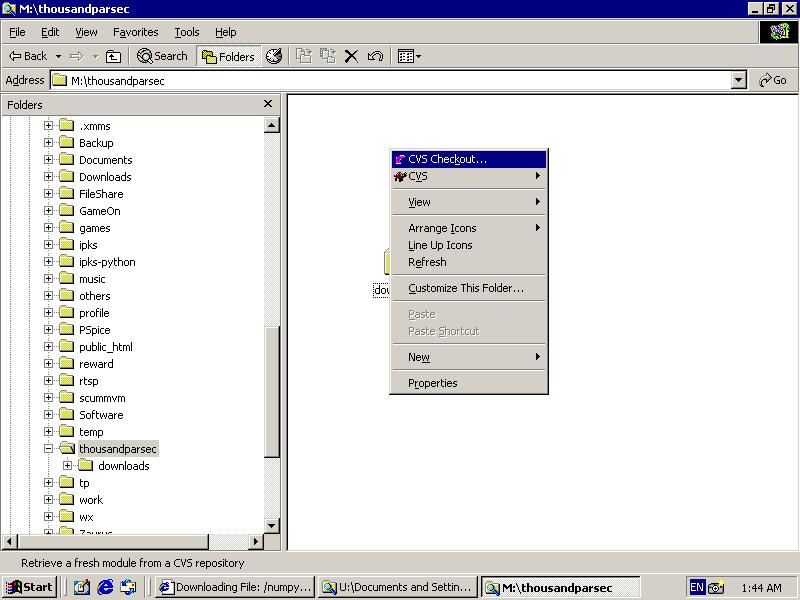 M:\thousandparsec
File Edit View Favorites Tools Help
Back Search Folders
Address M:\thousandparsec Go
Folders
.xmms
Backup
Documents
Downloads
FileShare
GameOn
games
ipks
ipks-python
music
others
profile
PSpice
public_html
reward
rtsp
scummvm
Software
temp
thousandparsec
downloads
tp
work
wx
Zaurus
dow
CVS Checkout...
CVS
View
Arrange Icons
Line Up Icons
Refresh
Customize This Folder...
Paste
Paste Shortcut
New
Properties
Retrieve a fresh module from a CVS repository
Start Downloading File: /numpy... U:\Documents and Settin... M:\thousandparsec EN 1:44 AM